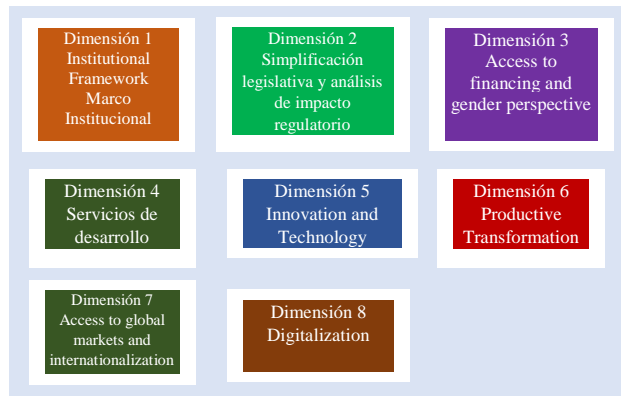 Dimensión 1
Institutional
Framework
Marco
Institucional
Dimensión 2
Simplificación
legislativa y análisis
de impacto
regulatorio
Dimensión 3
Access to
financing and
gender perspective
Dimensión 4
Servicios de
desarrollo
Dimensión 5
Innovation and
Technology
Dimensión 6
Productive
Transformation
Dimensión 7
Access to global
markets and
internationalization
Dimensión 8
Digitalization